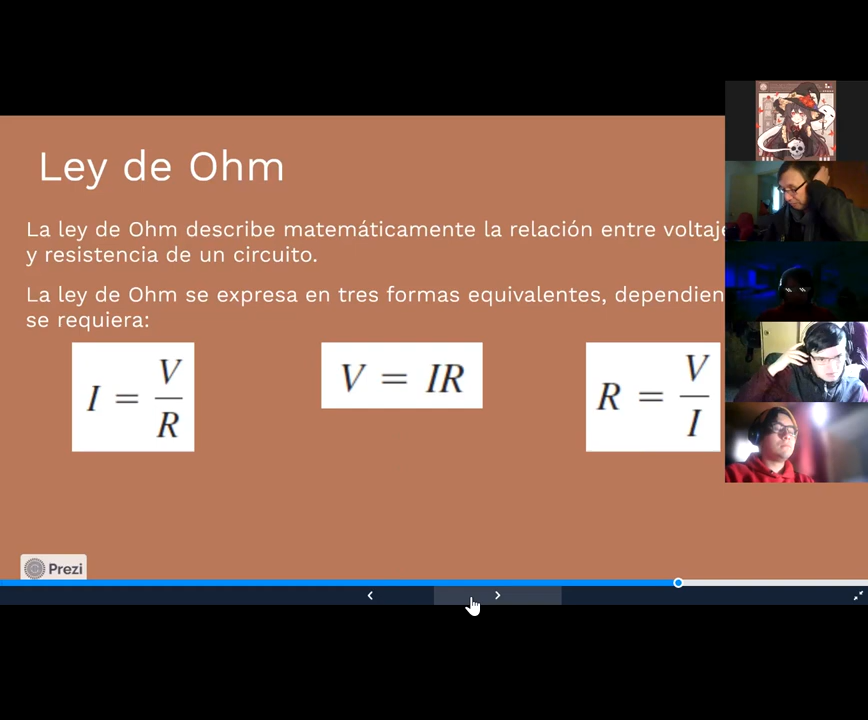 Ley de Ohm
La ley de Ohm describe matemáticamente la relación entre voltaje
y resistencia de un circuito.
La ley de Ohm se expresa en tres formas equivalentes, dependien
se requiera:
I = V/R
V = IR
R = V/I
Prezi